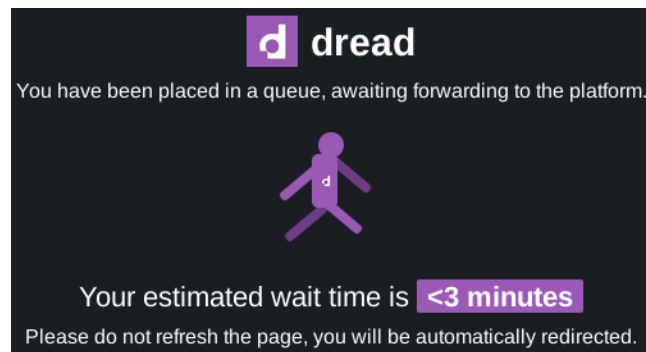 d dread
You have been placed in a queue, awaiting forwarding to the platform.
d
Your estimated wait time is <3 minutes
Please do not refresh the page, you will be automatically redirected.